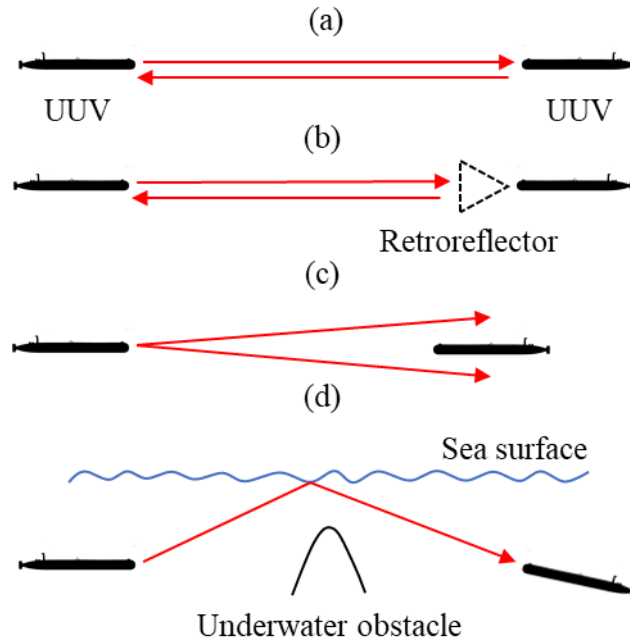 (a)
UUV UUV
(b)
Retroreflector
(c)
(d)
Sea surface
Underwater obstacle